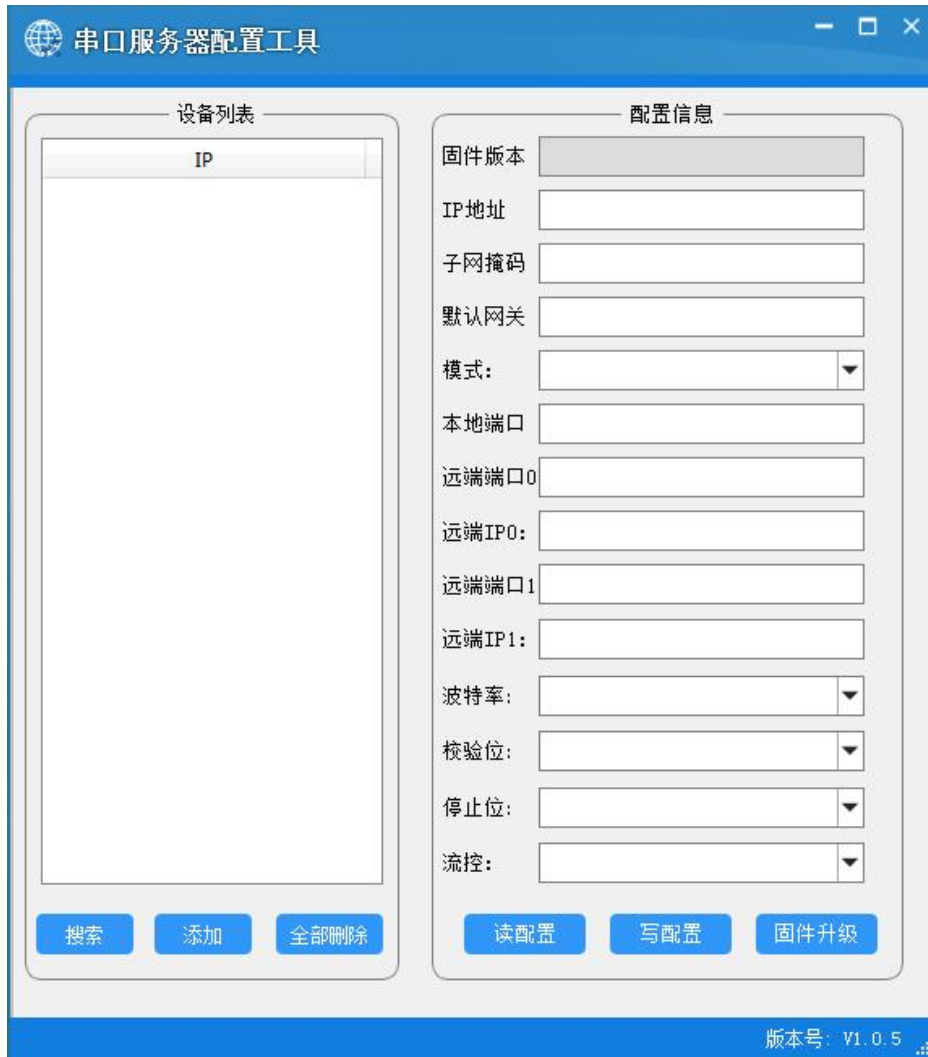 串口服务器配置工具
设备列表
IP
搜索
添加
全部删除
配置信息
固件版本
IP地址
子网掩码
默认网关
模式:
本地端口
远端端口0
远端IP0:
远端端口1
远端IP1:
波特率:
校验位:
停止位:
流控:
读配置
写配置
固件升级
版本号: V1.0.5